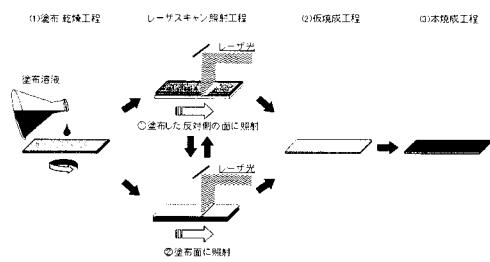 (1)塗布 乾燥工程
レーザスキャン照射工程
(2)仮焼成工程
(3)本焼成工程
塗布溶液
レーザ光
①塗布した反対側の面に照射
レーザ光
②塗布面に照射